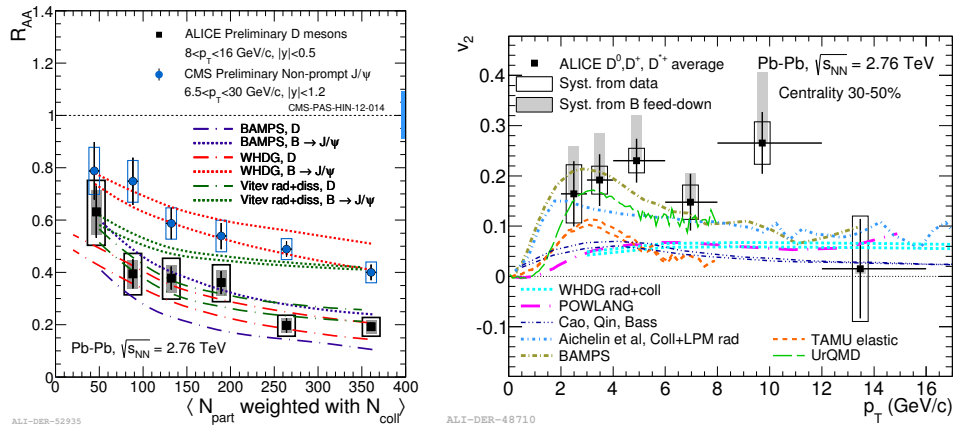 R_AA
1.4
1.2
1
0.8
0.6
0.4
0.2
0
ALICE Preliminary D mesons
8<p_T<16 GeV/c, |y|<0.5
CMS Preliminary Non-prompt J/ψ
6.5<p_T<30 GeV/c, |y|<1.2
CMS-PAS-HIN-12-014
BAMPS, D
BAMPS, B → J/ψ
WHDG, D
WHDG, B → J/ψ
Vitev rad+diss, D
Vitev rad+diss, B → J/ψ
Pb-Pb, √s_NN = 2.76 TeV
0 50 100 150 200 250 300 350 400
⟨ N_part weighted with N_coll ⟩
ALI-DER-52935
v_2
0.4
0.3
0.2
0.1
0
-0.1
ALICE D⁰,D⁺, D*⁺ average
Syst. from data
Syst. from B feed-down
Pb-Pb, √s_NN = 2.76 TeV
Centrality 30-50%
WHDG rad+coll
POWLANG
Cao, Qin, Bass
Aichelin et al, Coll+LPM rad
BAMPS
TAMU elastic
UrQMD
0 2 4 6 8 10 12 14 16
p_T (GeV/c)
ALI-DER-48710